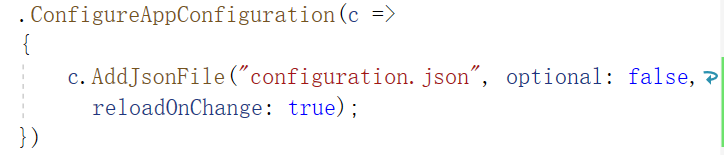 .ConfigureAppConfiguration(c =>
{
c.AddJsonFile("configuration.json", optional: false,
reloadOnChange: true);
})